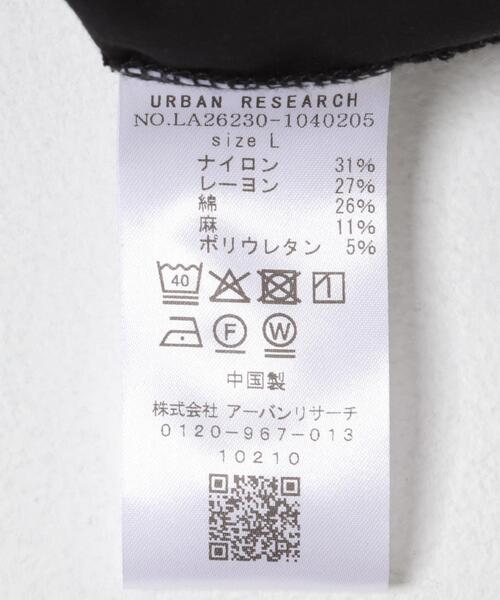 URBAN RESEARCH
NO.LA26230-1040205
size L
ナイロン 31%
レーヨン 27%
綿 26%
麻 11%
ポリウレタン 5%
40
F W
中国製
株式会社 アーバンリサーチ
0120-967-013
10210